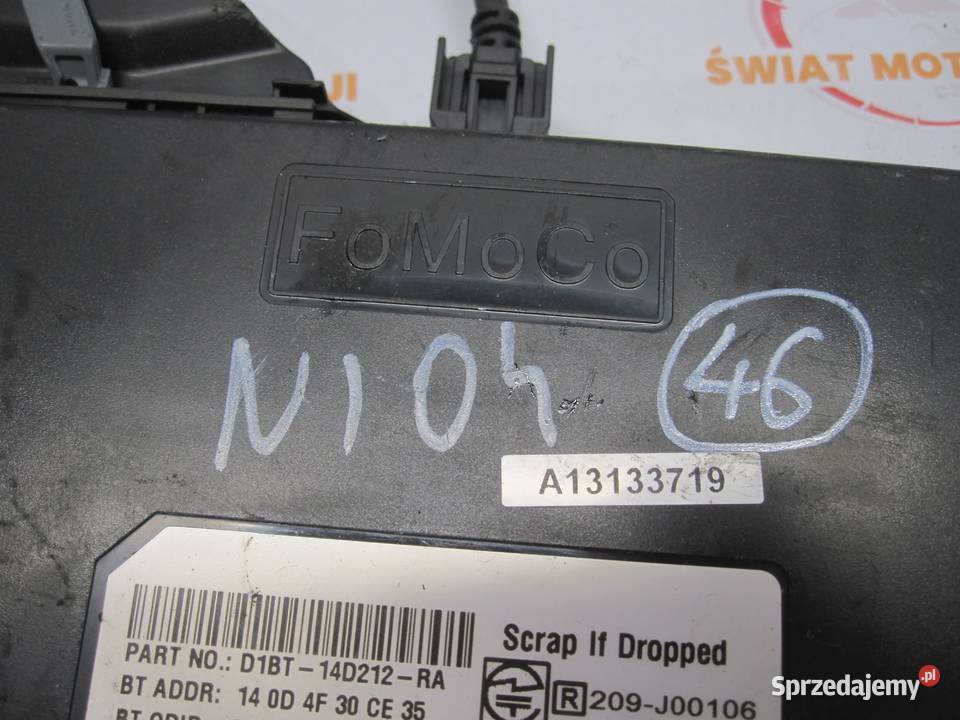 JI
ŚWIAT MOT
FoMoCo
N104
46
A13133719
Scrap If Dropped
PART NO.: D1BT-14D212-RA
BT ADDR: 14 0D 4F 30 CE 35
R 209-J00106
Sprzedajemy.pl